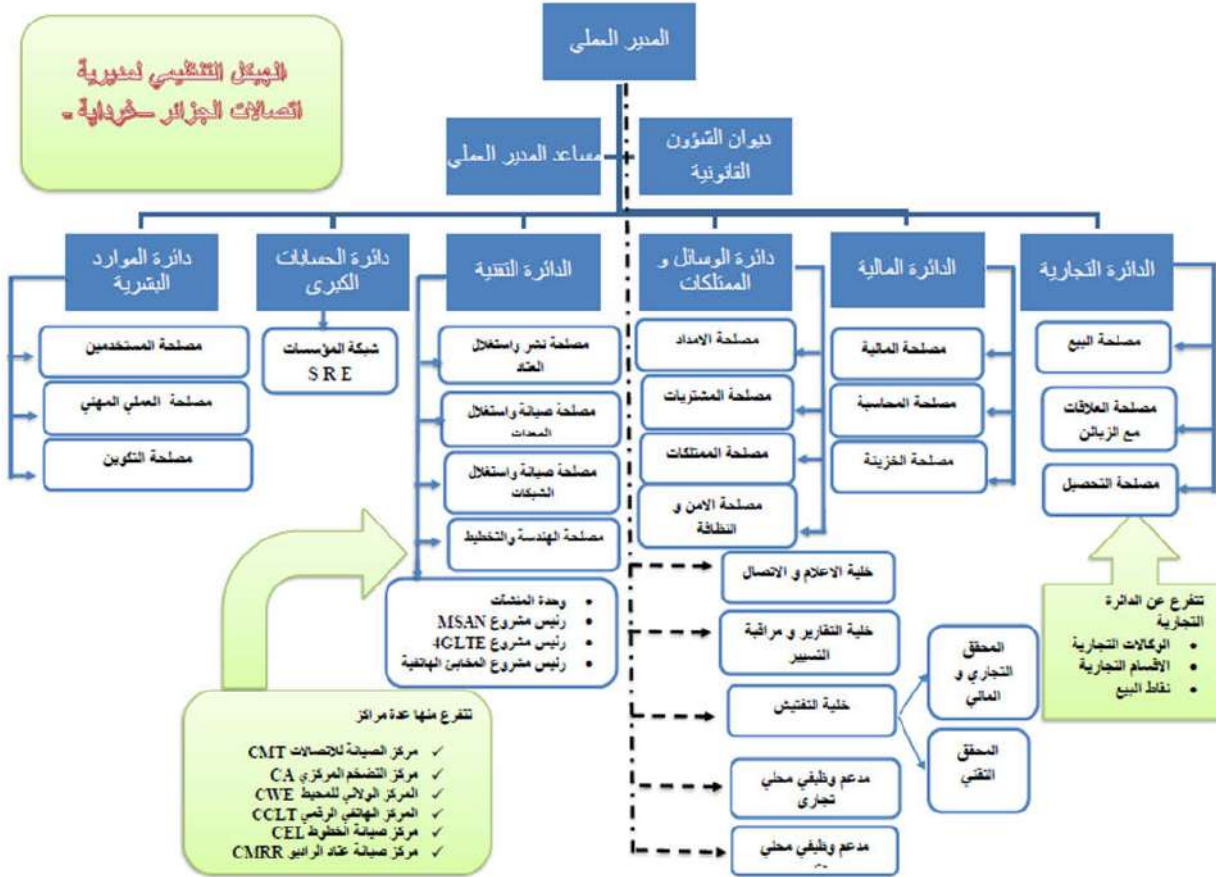 الهيكل التنظيمي لمديرية
اتصالات الجزائر –غرداية -
المدير العملي
ديوان الشؤون
القانونية
مساعد المدير العملي
الدائرة التجارية
الدائرة المالية
دائرة الوسائل و
الممتلكات
الدائرة التقنية
دائرة الحسابات
الكبرى
دائرة الموارد
البشرية
مصلحة البيع
مصلحة العلاقات
مع الزبائن
مصلحة التحصيل
مصلحة المالية
مصلحة المحاسبة
مصلحة الخزينة
مصلحة الامداد
مصلحة المشتريات
مصلحة الممتلكات
مصلحة الامن و
النظافة
مصلحة نشر واستغلال
العتاد
مصلحة صيانة واستغلال
المعدات
مصلحة صيانة واستغلال
الشبكات
مصلحة الهندسة والتخطيط
• وحدة المنشآت
• رئيس مشروع MSAN
• رئيس مشروع 4GLTE
• رئيس مشروع المخابئ الهاتفية
شبكة المؤسسات
S R E
مصلحة المستخدمين
مصلحة العملي المهني
مصلحة التكوين
تتفرع عن الدائرة
التجارية
• الوكالات التجارية
• الاقسام التجارية
• نقاط البيع
خلية الاعلام و الاتصال
خلية التقارير و مراقبة
التسيير
خلية التفتيش
المحقق
التجاري و
المالي
المحقق
التقني
مدعم وظيفي محلي
تجاري
مدعم وظيفي محلي
تتفرع منها عدة مراكز
✓ مركز الصيانة للاتصالات CMT
✓ مركز التضخم المركزي CA
✓ المركز الولائي للمحيط CWE
✓ المركز الهاتفي الرقمي CCLT
✓ مركز صيانة الخطوط CEL
✓ مركز صيانة عتاد الراديو CMRR